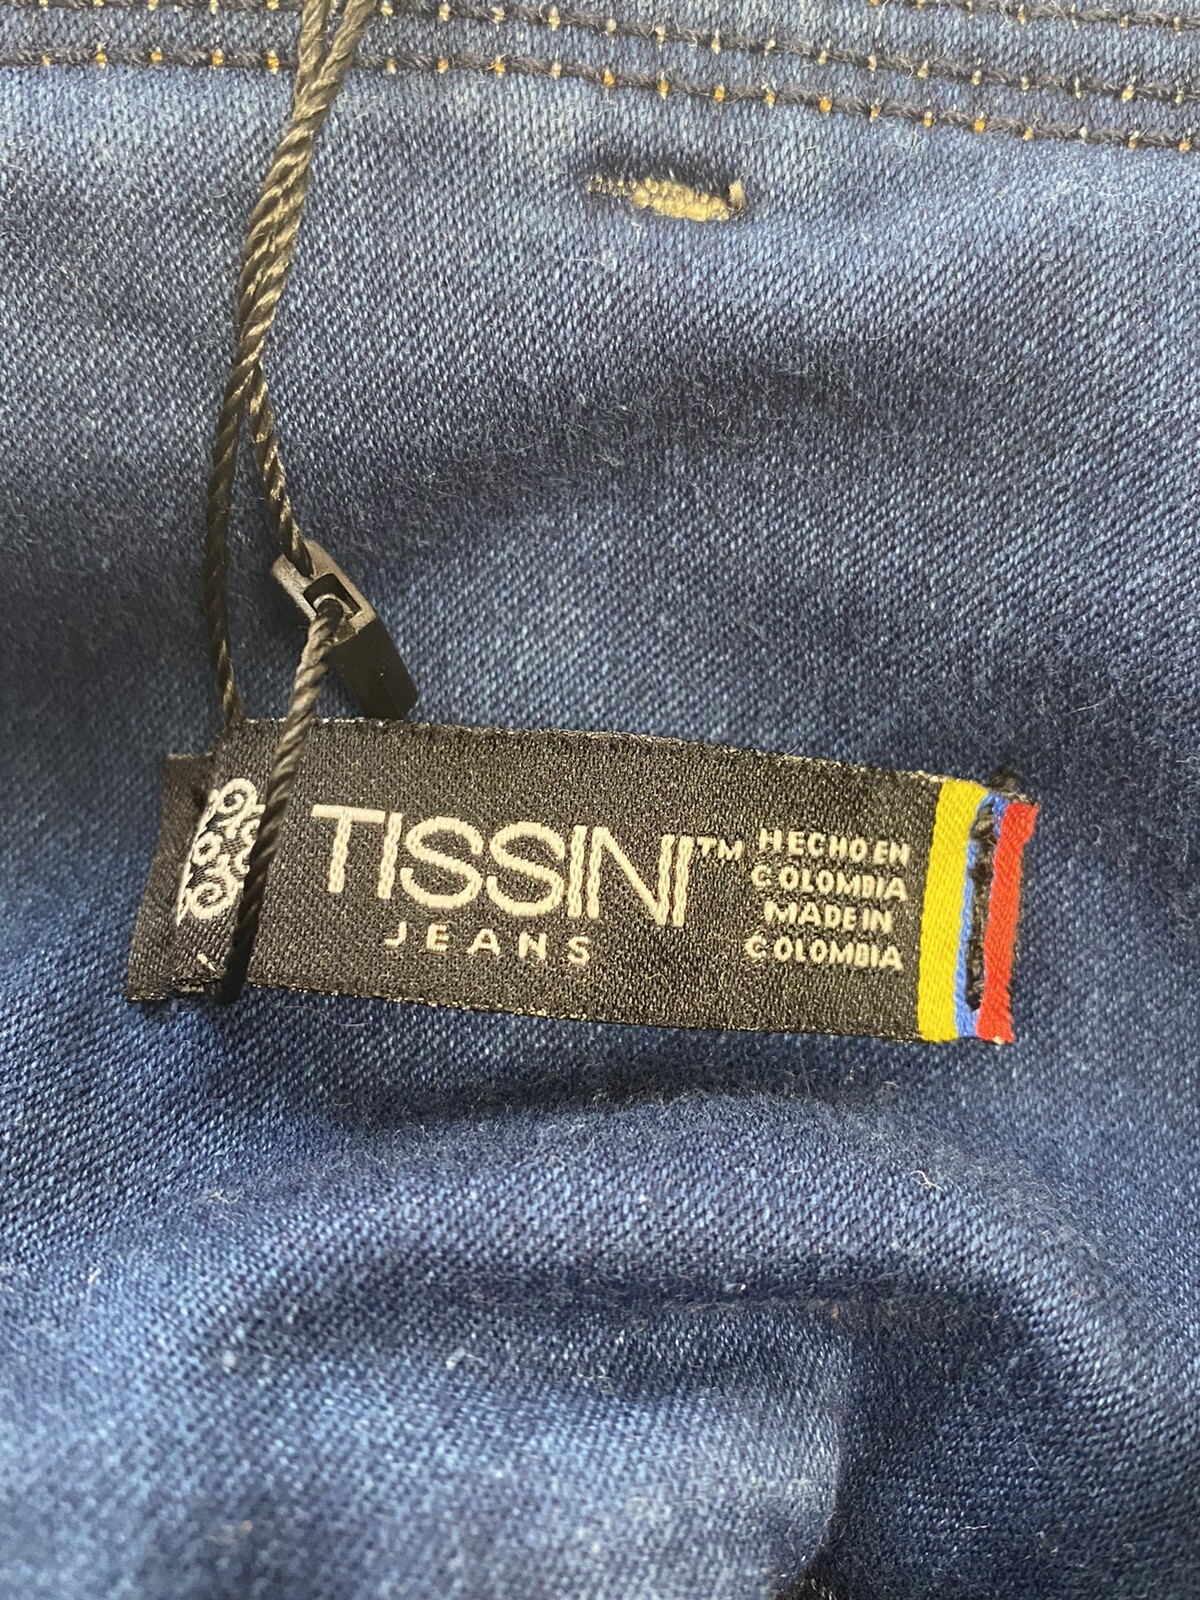 TISSINI™
JEANS
HECHO EN
COLOMBIA
MADE IN
COLOMBIA